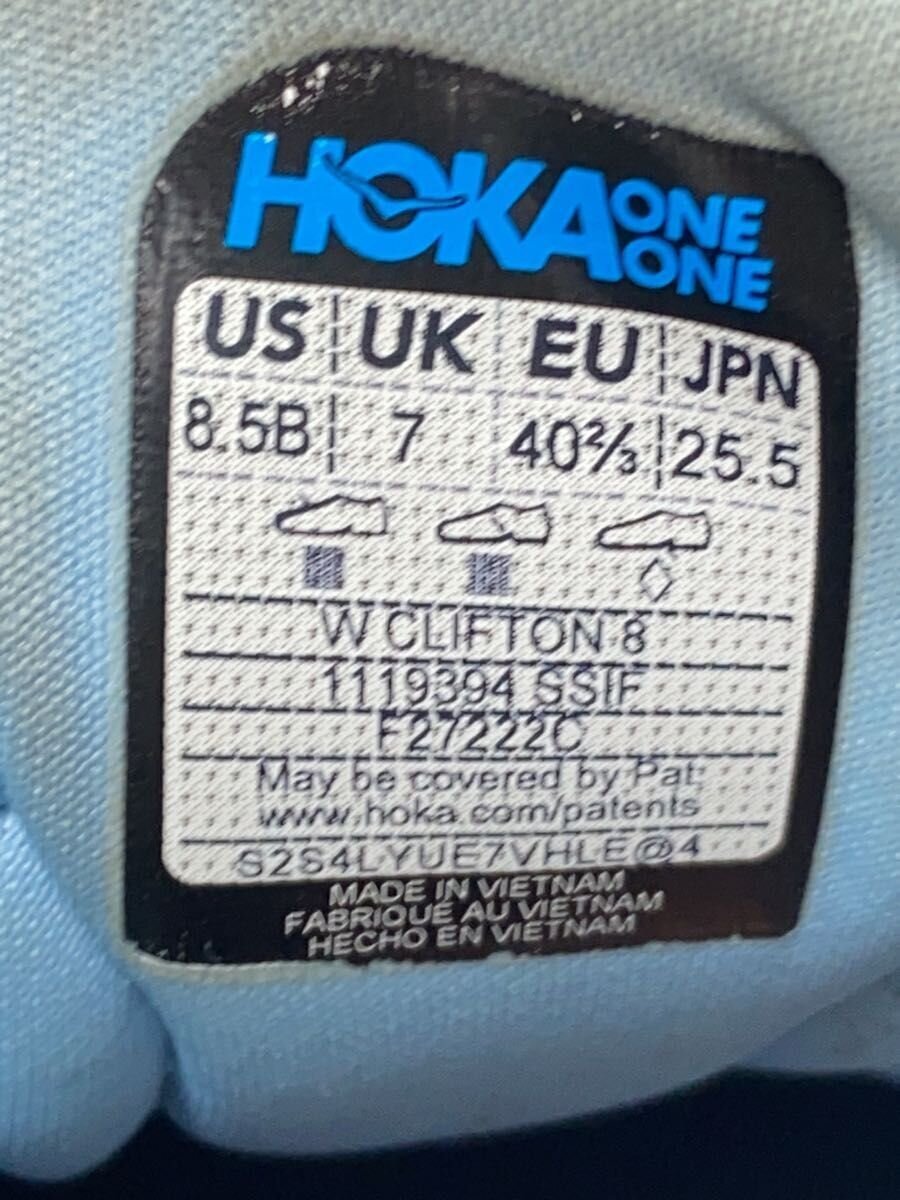 HOKA ONE ONE
US UK EU JPN
8.5B 7 40⅔ 25.5
W CLIFTON 8
1119394 SSIF
F27222C
May be covered by Pat:
www.hoka.com/patents
S2S4LYUE7VHLE@4
MADE IN VIETNAM
FABRIQUÉ AU VIETNAM
HECHO EN VIETNAM